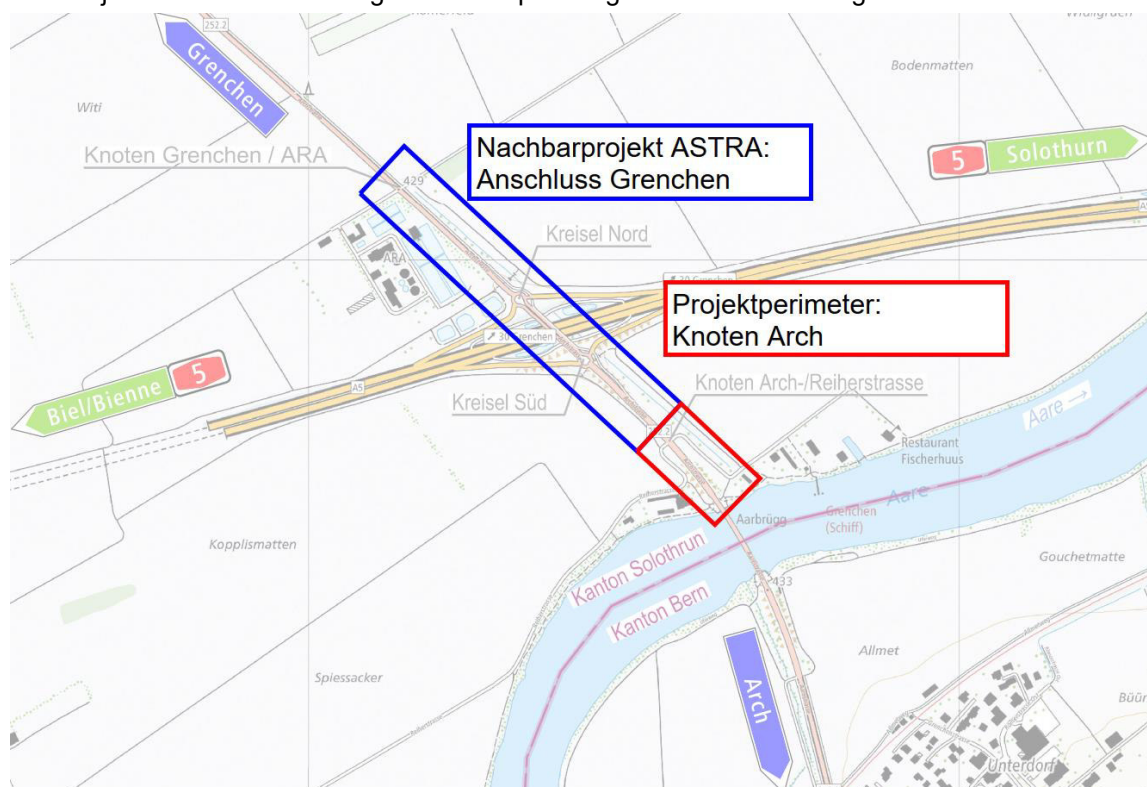 252.2
Grenchen
Bodenmatten
Witi
Knoten Grenchen / ARA
Nachbarprojekt ASTRA:
Anschluss Grenchen
5 Solothurn
429
Kreisel Nord
ARA
Projektperimeter:
Knoten Arch
Biel/Bienne 5
A5
Kreisel Süd
Knoten Arch-/Reiherstrasse
Aare →
Restaurant
Fischerhuus
Aare
Grenchen
(Schiff)
Aarbrügg
Kopplismatten
Kanton Solothrun
Kanton Bern
Gouchetmatte
433
Spiessacker
Allmet
Arch
Unterdorf